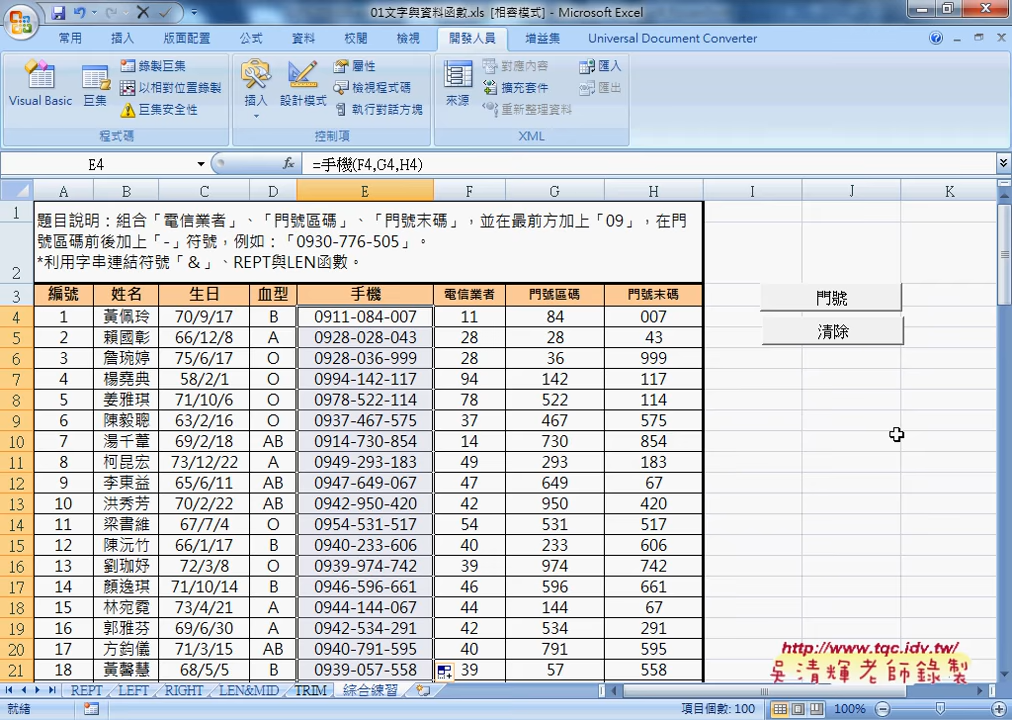 01文字與資料函數.xls [相容模式] - Microsoft Excel
常用 插入 版面配置 公式 資料 校閱 檢視 開發人員 增益集 Universal Document Converter
Visual Basic 巨集 錄製巨集 以相對位置錄製 巨集安全性
插入 設計模式 屬性 檢視程式碼 執行對話方塊
來源 對應內容 擴充套件 重新整理資料 匯入 匯出
程式碼 控制項 XML
E4 fx =手機(F4,G4,H4)
A B C D E F G H I J K
1 題目說明：組合「電信業者」、「門號區碼」、「門號末碼」，並在最前方加上「09」，在門
號區碼前後加上「-」符號，例如：「0930-776-505」。
2 *利用字串連結符號「&」、REPT與LEN函數。
3 編號 姓名 生日 血型 手機 電信業者 門號區碼 門號末碼 門號
4 1 黃佩玲 70/9/17 B 0911-084-007 11 84 007
5 2 賴國彰 66/12/8 A 0928-028-043 28 28 43 清除
6 3 詹琬婷 75/6/17 O 0928-036-999 28 36 999
7 4 楊堯典 58/2/1 O 0994-142-117 94 142 117
8 5 姜雅琪 71/10/6 O 0978-522-114 78 522 114
9 6 陳毅聰 63/2/16 O 0937-467-575 37 467 575
10 7 湯千葦 69/2/18 AB 0914-730-854 14 730 854
11 8 柯昆宏 73/12/22 A 0949-293-183 49 293 183
12 9 李東益 65/6/11 AB 0947-649-067 47 649 67
13 10 洪秀芳 70/2/22 AB 0942-950-420 42 950 420
14 11 梁書維 67/7/4 O 0954-531-517 54 531 517
15 12 陳沅竹 66/1/17 B 0940-233-606 40 233 606
16 13 劉珈妤 72/3/8 O 0939-974-742 39 974 742
17 14 顏逸琪 71/10/14 B 0946-596-661 46 596 661
18 15 林宛霓 73/4/21 A 0944-144-067 44 144 67
19 16 郭雅芬 69/6/30 A 0942-534-291 42 534 291
20 17 方鈞儀 71/3/15 AB 0940-791-595 40 791 595
21 18 黃馨慧 68/5/5 B 0939-057-558 39 57 558
http://www.tqc.idv.tw/
吳清輝老師錄製
REPT LEFT RIGHT LEN&MID TRIM 綜合練習
就緒 項目個數: 100 100%